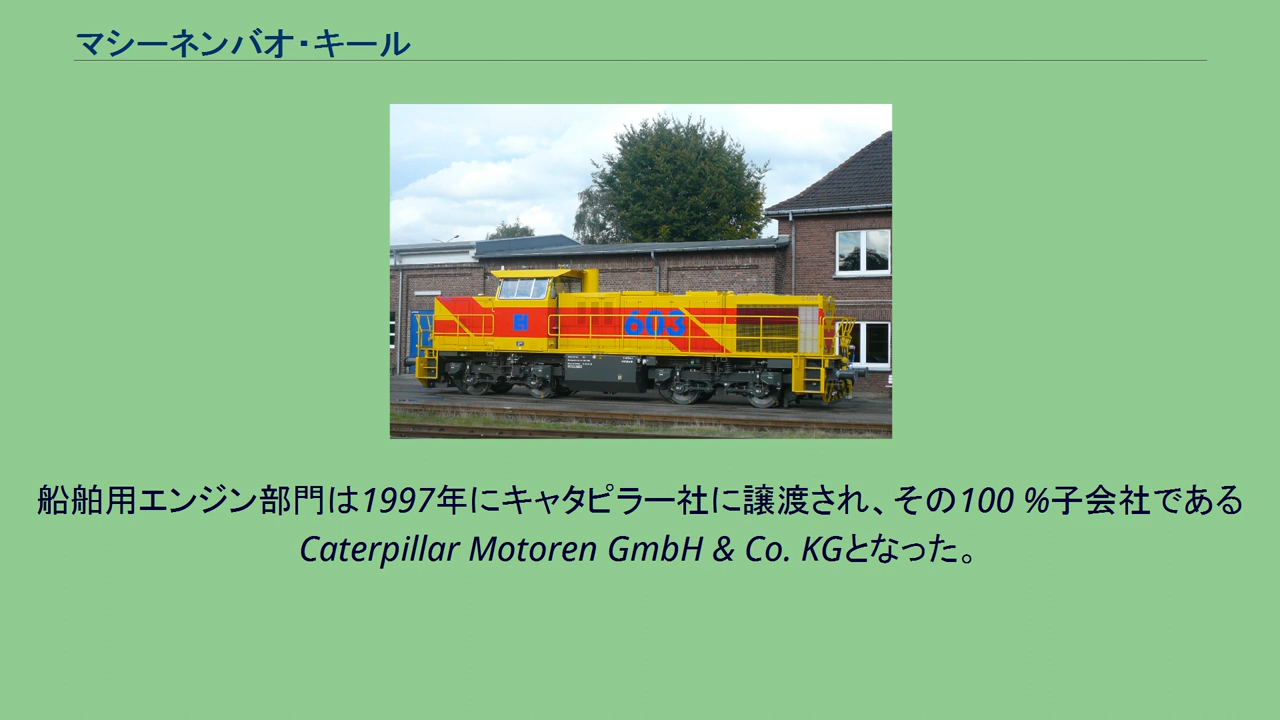 マシーネンバオ・キール
603
船舶用エンジン部門は1997年にキャタピラー社に譲渡され、その100 %子会社である
Caterpillar Motoren GmbH & Co. KGとなった。